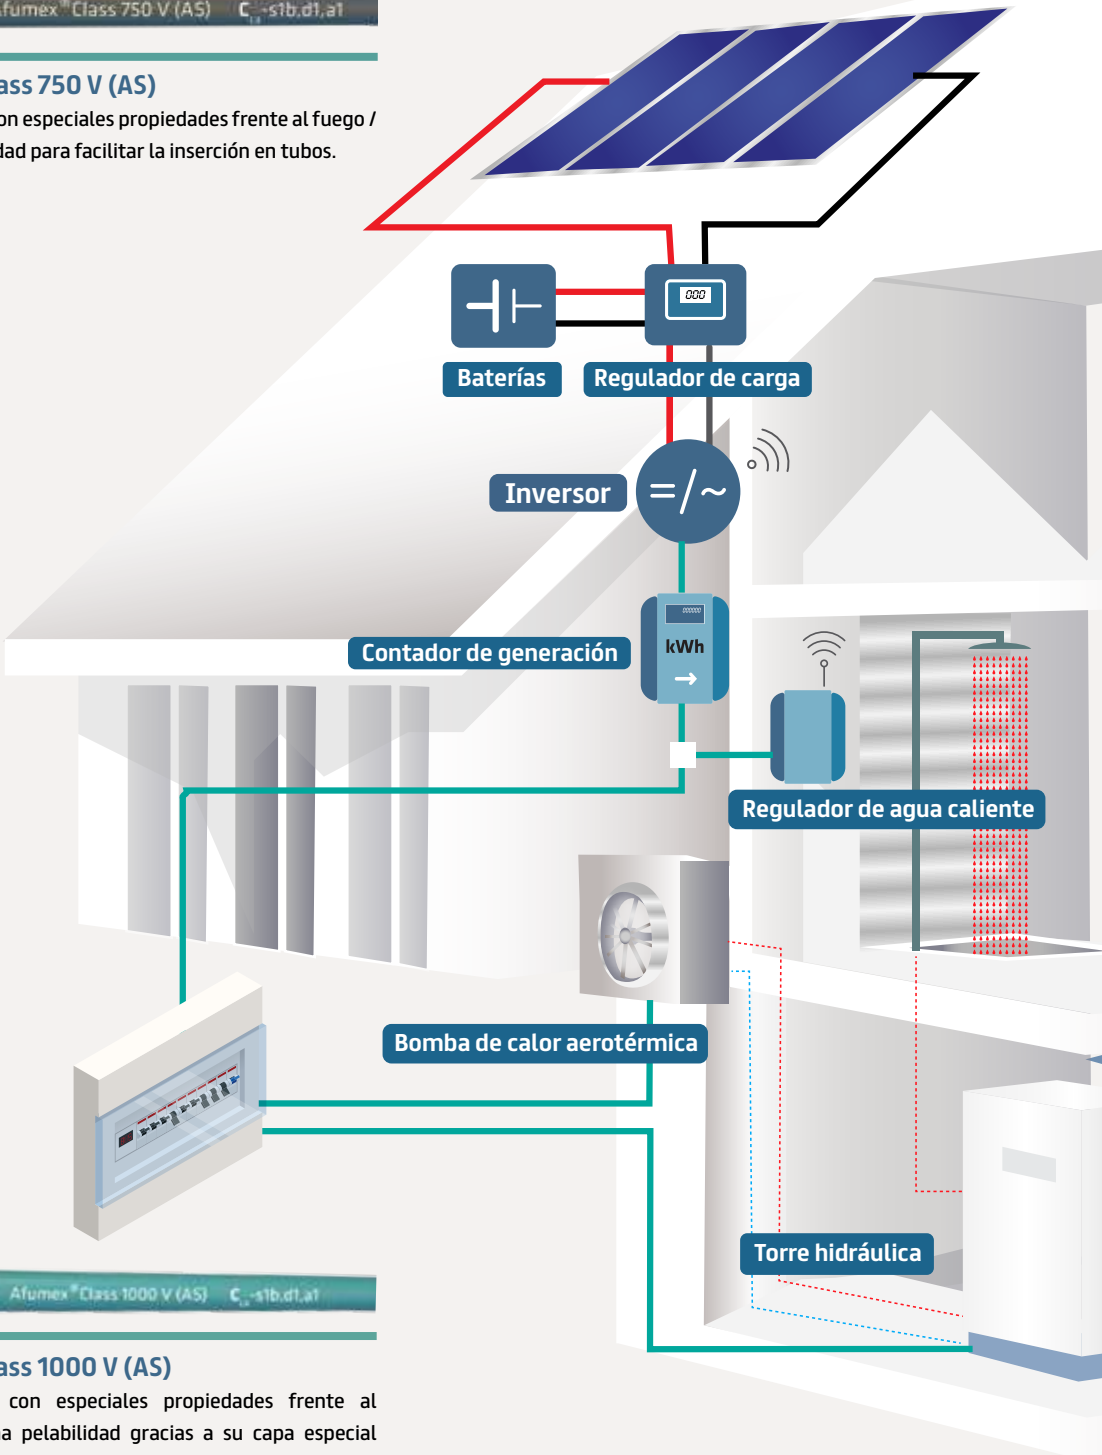 Afumex® Class 750 V (AS) C -s1b,d1,a1
ass 750 V (AS)
on especiales propiedades frente al fuego /
dad para facilitar la inserción en tubos.
000
Baterías
Regulador de carga
Inversor
=/~
000000
kWh
→
Contador de generación
Regulador de agua caliente
Bomba de calor aerotérmica
Torre hidráulica
Afumex® Class 1000 V (AS) C -s1b,d1,a1
ass 1000 V (AS)
con especiales propiedades frente al
na pelabilidad gracias a su capa especial